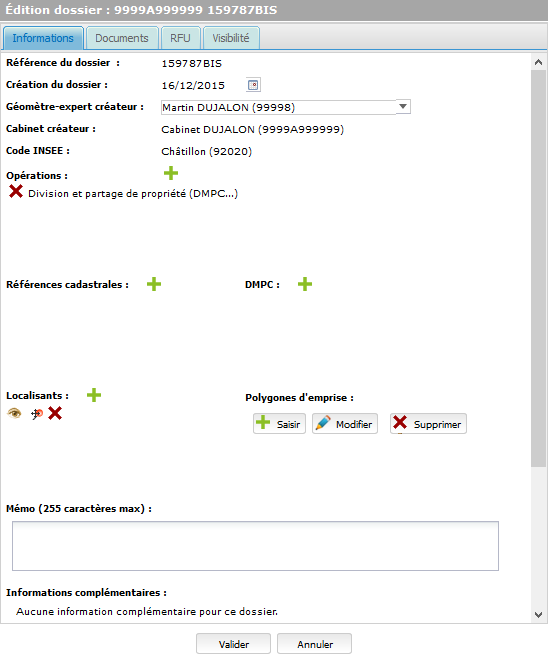 Édition dossier : 9999A999999 159787BIS
Informations Documents RFU Visibilité
Référence du dossier : 159787BIS
Création du dossier : 16/12/2015
Géomètre-expert créateur : Martin DUJALON (99998)
Cabinet créateur : Cabinet DUJALON (9999A999999)
Code INSEE : Châtillon (92020)
Opérations :
Division et partage de propriété (DMPC...)
Références cadastrales : DMPC :
Localisants : Polygones d'emprise :
Saisir Modifier Supprimer
Mémo (255 caractères max) :
Informations complémentaires :
Aucune information complémentaire pour ce dossier.
Valider Annuler